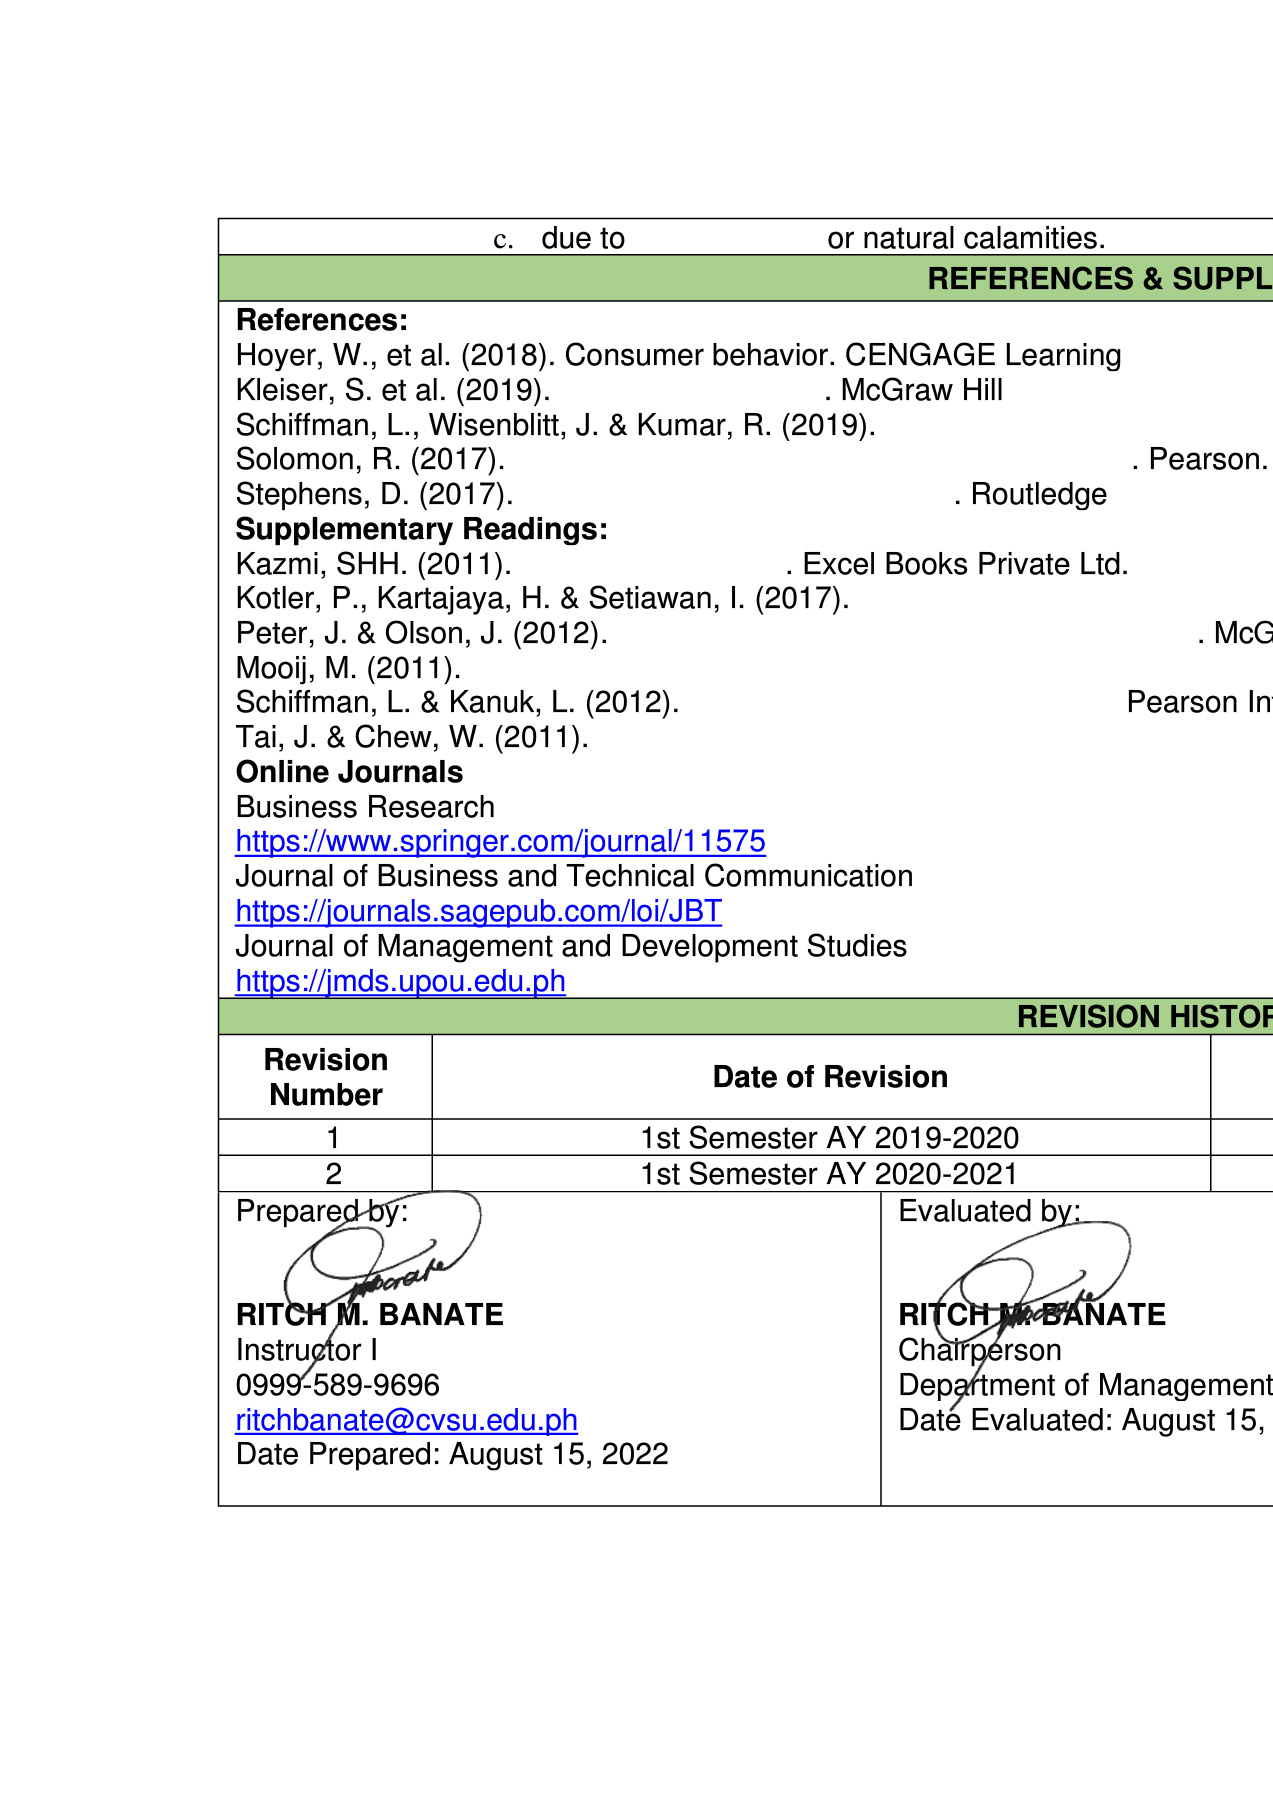 c. due to or natural calamities.
REFERENCES & SUPPL
References:
Hoyer, W., et al. (2018). Consumer behavior. CENGAGE Learning
Kleiser, S. et al. (2019). . McGraw Hill
Schiffman, L., Wisenblitt, J. & Kumar, R. (2019).
Solomon, R. (2017). . Pearson.
Stephens, D. (2017). . Routledge
Supplementary Readings:
Kazmi, SHH. (2011). . Excel Books Private Ltd.
Kotler, P., Kartajaya, H. & Setiawan, I. (2017).
Peter, J. & Olson, J. (2012). . McG
Mooij, M. (2011).
Schiffman, L. & Kanuk, L. (2012). Pearson Int
Tai, J. & Chew, W. (2011).
Online Journals
Business Research
https://www.springer.com/journal/11575
Journal of Business and Technical Communication
https://journals.sagepub.com/loi/JBT
Journal of Management and Development Studies
https://jmds.upou.edu.ph
REVISION HISTOR
Revision Number Date of Revision
1 1st Semester AY 2019-2020
2 1st Semester AY 2020-2021
Prepared by:
RITCH M. BANATE
Instructor I
0999-589-9696
ritchbanate@cvsu.edu.ph
Date Prepared: August 15, 2022
Evaluated by:
RITCH M. BANATE
Chairperson
Department of Management
Date Evaluated: August 15,